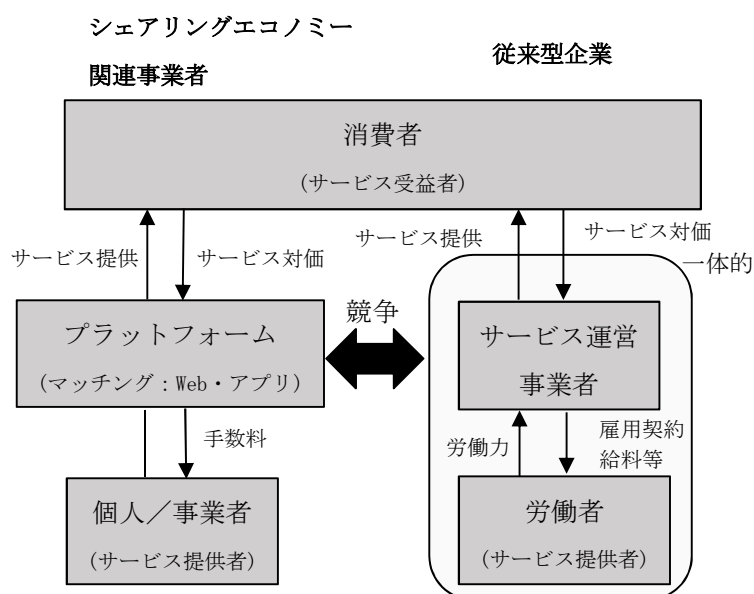 シェアリングエコノミー
関連事業者
従来型企業
消費者
(サービス受益者)
サービス提供
サービス対価
サービス提供
サービス対価
一体的
プラットフォーム
(マッチング:Web・アプリ)
競争
サービス運営
事業者
手数料
労働力
雇用契約
給料等
個人/事業者
(サービス提供者)
労働者
(サービス提供者)